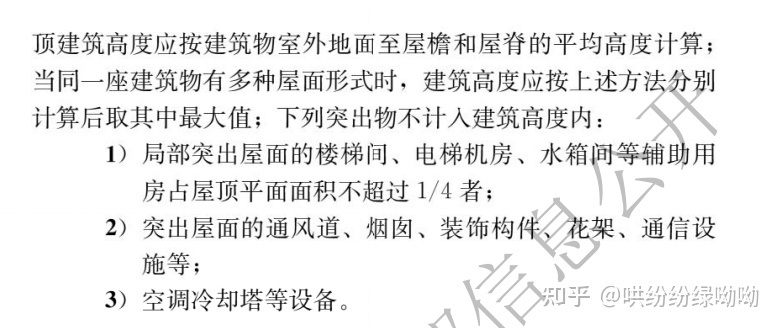 顶建筑高度应按建筑物室外地面至屋檐和屋脊的平均高度计算；
当同一座建筑物有多种屋面形式时，建筑高度应按上述方法分别
计算后取其中最大值；下列突出物不计入建筑高度内：
1）局部突出屋面的楼梯间、电梯机房、水箱间等辅助用
房占屋顶平面面积不超过 1/4 者；
2）突出屋面的通风道、烟囱、装饰构件、花架、通信设
施等；
3）空调冷却塔等设备。
信息公开
知乎 @哄纷纷绿呦呦